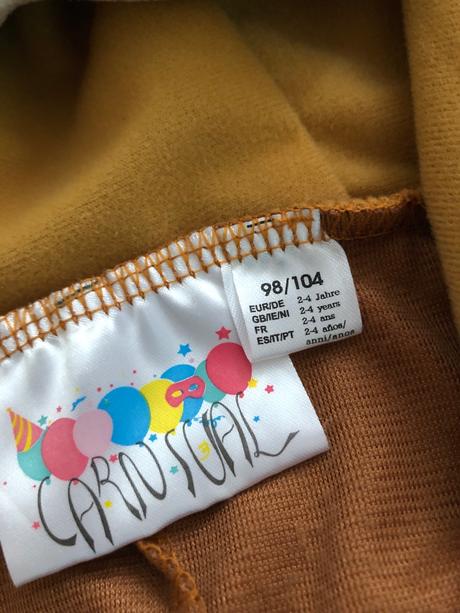 98/104
EUR/DE 2-4 Jahre
GB/IE/NI 2-4 years
FR 2-4 ans
ES/IT/PT 2-4 años/
anni/anos
CARNIVAL